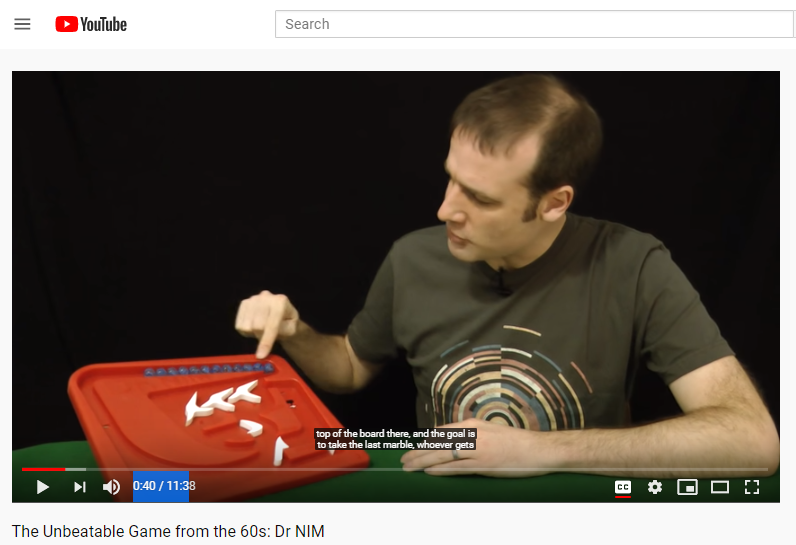 YouTube
Search
top of the board there, and the goal is
to take the last marble, whoever gets
0:40 / 11:38
CC
The Unbeatable Game from the 60s: Dr NIM